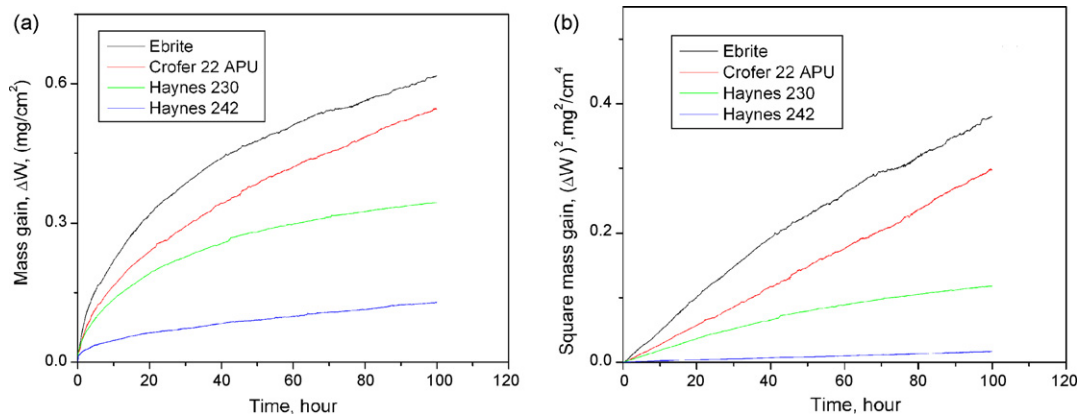 (a)
Mass gain, ΔW, (mg/cm²)
0.6
0.3
0.0
Ebrite
Crofer 22 APU
Haynes 230
Haynes 242
0 20 40 60 80 100 120
Time, hour
(b)
Square mass gain, (ΔW)²,mg²/cm⁴
0.4
0.2
0.0
Ebrite
Crofer 22 APU
Haynes 230
Haynes 242
0 20 40 60 80 100 120
Time, hour